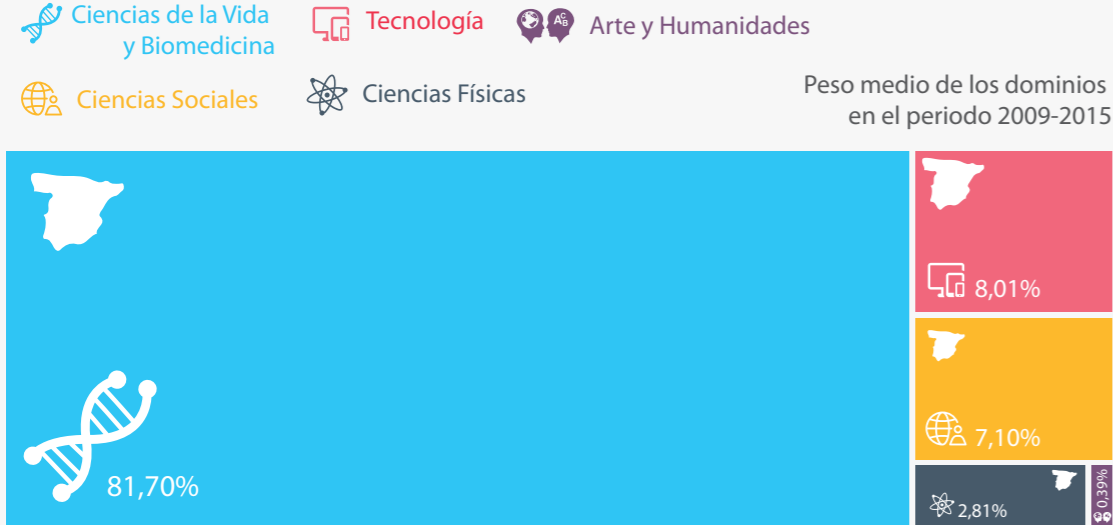 Ciencias de la Vida
y Biomedicina
Tecnología
Arte y Humanidades
Ciencias Sociales
Ciencias Físicas
Peso medio de los dominios
en el periodo 2009-2015
81,70%
8,01%
7,10%
2,81%
0,39%